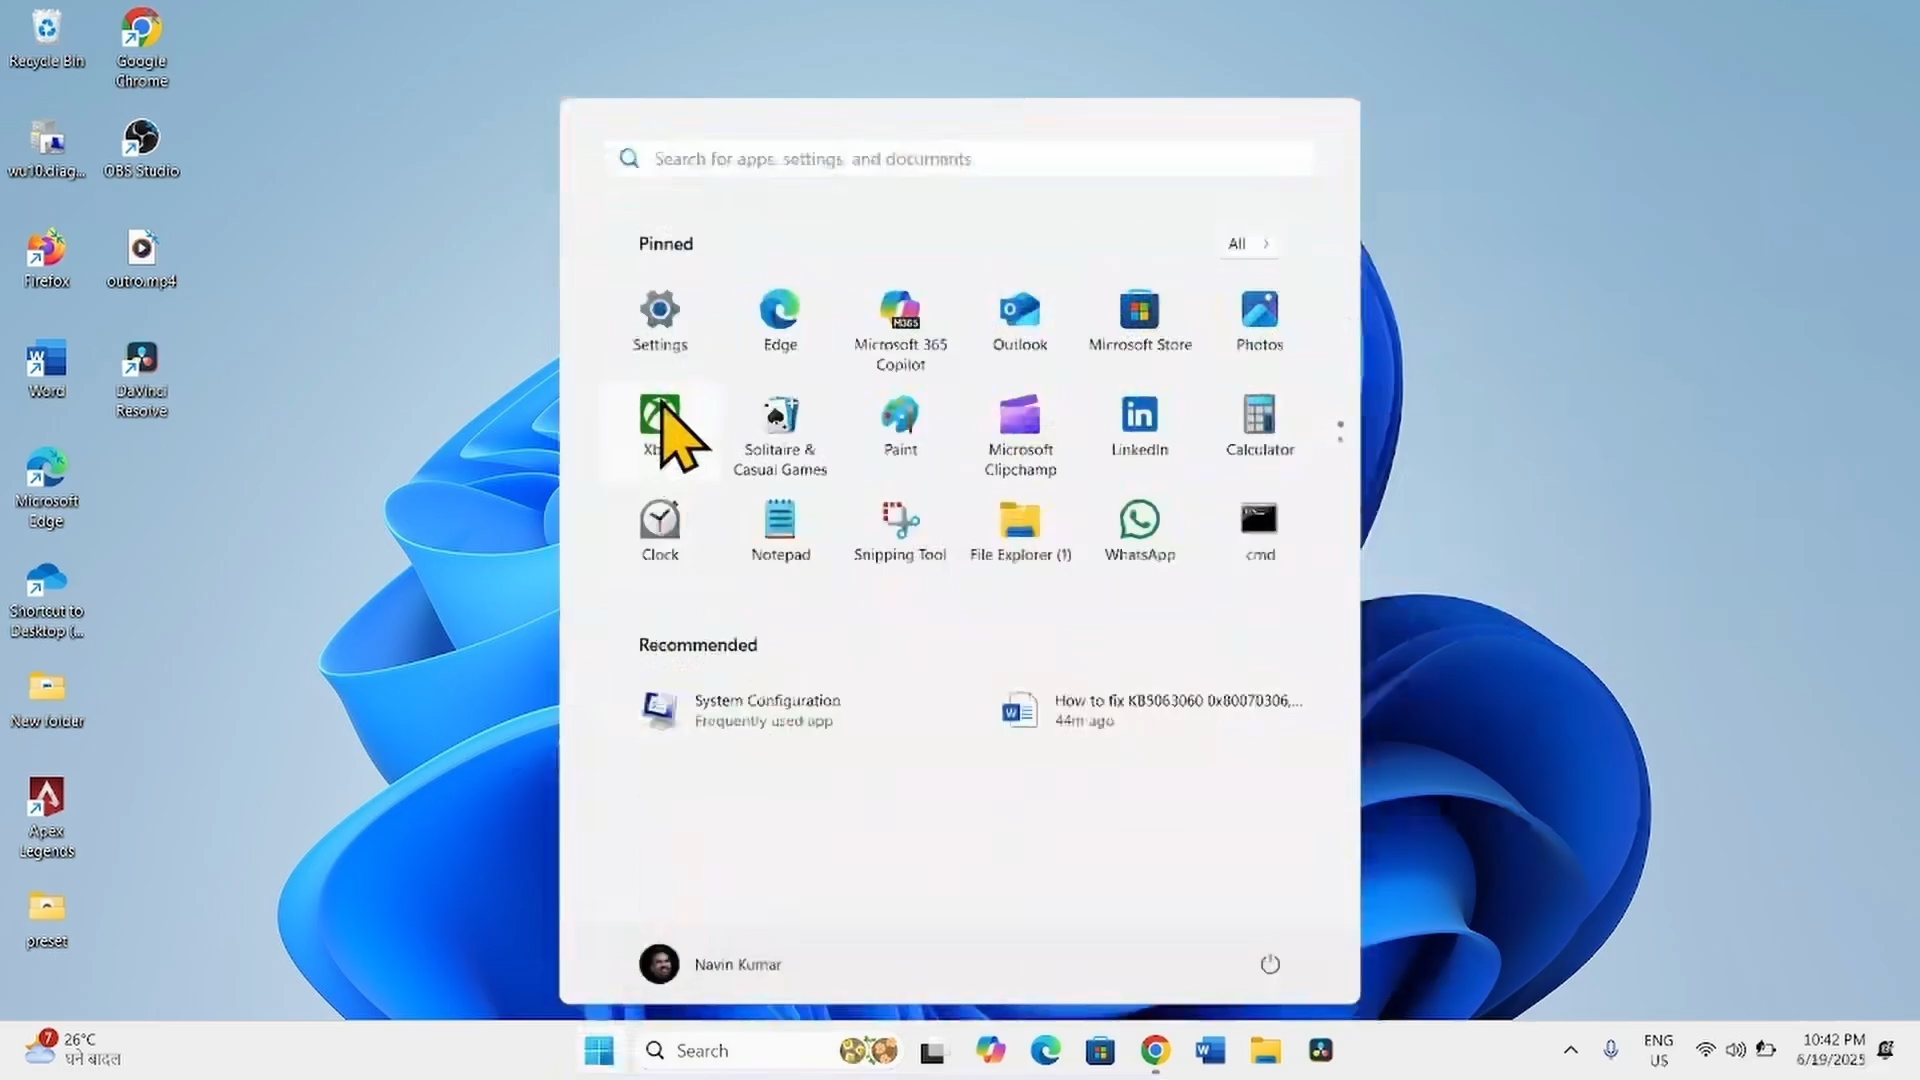 Recycle Bin
Google
Chrome
wu10.diag...
OBS Studio
Firefox
outro.mp4
Word
DaVinci
Resolve
Microsoft
Edge
Shortcut to
Desktop (...
New folder
Apex
Legends
preset
Search for apps, settings, and documents
Pinned
All
Settings
Edge
M365
Microsoft 365
Copilot
Outlook
Microsoft Store
Photos
Solitaire &
Casual Games
Paint
Microsoft
Clipchamp
LinkedIn
Calculator
Clock
Notepad
Snipping Tool
File Explorer (1)
WhatsApp
cmd
Recommended
System Configuration
Frequently used app
How to fix KB5063060 0x80070306,...
44m ago
Navin Kumar
7
26°C
घने बादल
Search
ENG
US
10:42 PM
6/19/2025